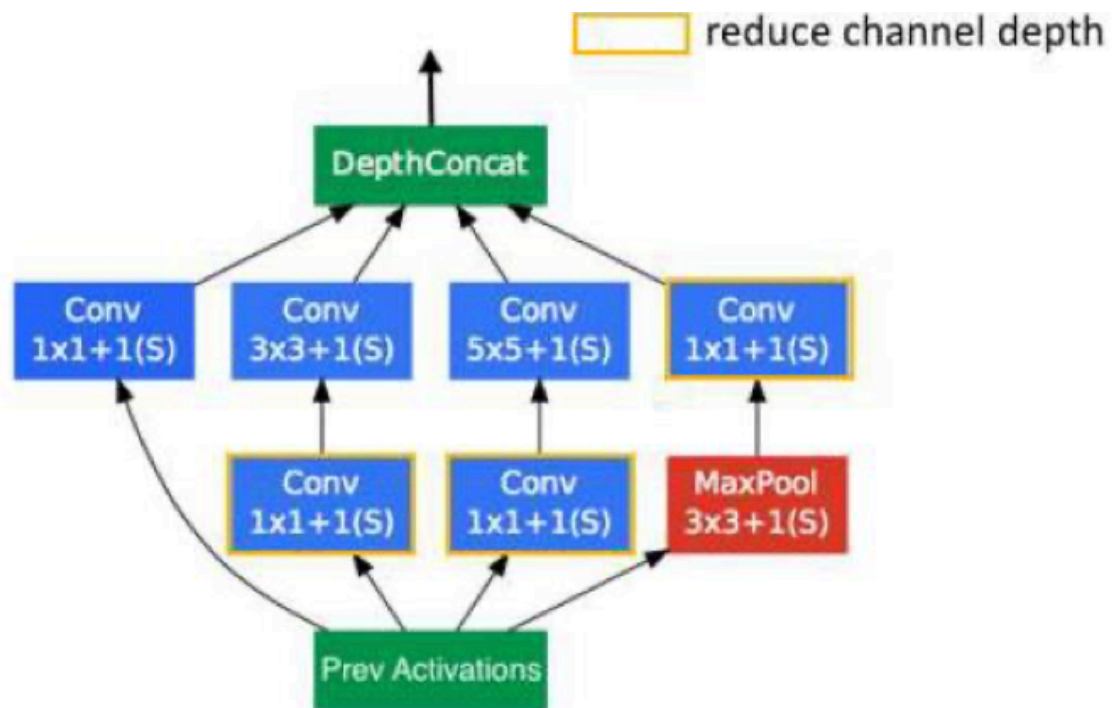 reduce channel depth
DepthConcat
Conv
1x1+1(S)
Conv
3x3+1(S)
Conv
5x5+1(S)
Conv
1x1+1(S)
Conv
1x1+1(S)
Conv
1x1+1(S)
MaxPool
3x3+1(S)
Prev Activations